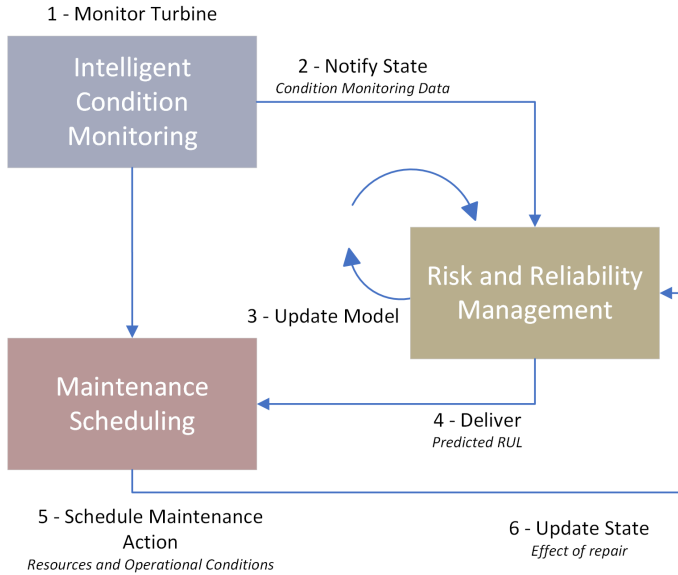 1 - Monitor Turbine
Intelligent
Condition
Monitoring
2 - Notify State
Condition Monitoring Data
Risk and Reliability
Management
3 - Update Model
Maintenance
Scheduling
4 - Deliver
Predicted RUL
5 - Schedule Maintenance
Action
Resources and Operational Conditions
6 - Update State
Effect of repair